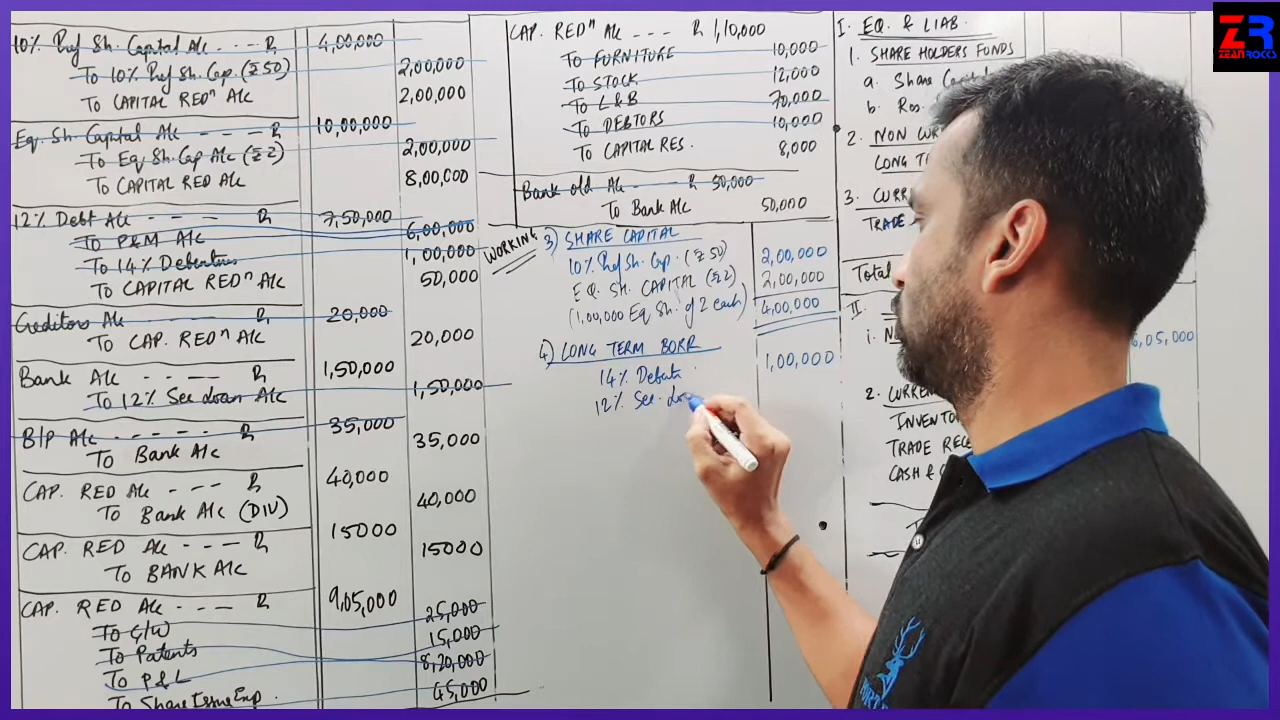 10% Pref Sh. Capital A/c --- Dr 4,00,000
To 10% Pref Sh. Cap. (₹50) 2,00,000
To CAPITAL REDⁿ A/c 2,00,000
Eq. Sh. Capital A/c ---- Dr 10,00,000
To Eq Sh. Cap A/c (₹2) 2,00,000
To CAPITAL RED A/c 8,00,000
12% Debt A/c --- Dr 7,50,000
To P&M A/c 6,00,000
To 14% Debentures 1,00,000
To CAPITAL REDⁿ A/c 50,000
Creditors A/c ---- Dr 20,000
To CAP. REDⁿ A/c 20,000
Bank A/c ----- Dr 1,50,000
To 12% Sec Loan A/c 1,50,000
B/P A/c ----- Dr 35,000
To Bank A/c 35,000
CAP. RED A/c --- Dr 40,000
To Bank A/c (DIV) 40,000
CAP. RED A/c --- Dr 15000
To BANK A/c 15000
CAP. RED A/c --- Dr 9,05,000
To G/W 25,000
To Patents 15,000
To P&L 8,20,000
To Share Issue Exp. 45,000
CAP. REDⁿ A/c --- Dr 1,10,000
To FURNITURE 10,000
To STOCK 12,000
To L&B 70,000
To DEBTORS 10,000
To CAPITAL RES. 8,000
Bank old A/c ---- Dr 50,000
To Bank A/c 50,000
WORKING
3) SHARE CAPITAL
10% Pref Sh. Cap. (₹50) 2,00,000
EQ. SH. CAPITAL (₹2) 2,00,000
(1,00,000 Eq Sh. of 2 each) 4,00,000
4) LONG TERM BORR
14% Debent. 1,00,000
12% Sec. Loa
I. EQ. & LIAB.
1. SHARE HOLDERS FUNDS
a. Share
b. Res.
2. NON
LONG
3.
TRADE
Total
II.
i.
6,05,000
2.
TRADE
CASH &
ZR
ZEAN ROCKS